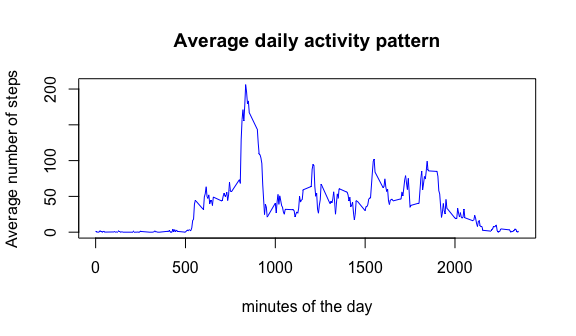 Average daily activity pattern
Average number of steps
200
100
50
0
0 500 1000 1500 2000
minutes of the day